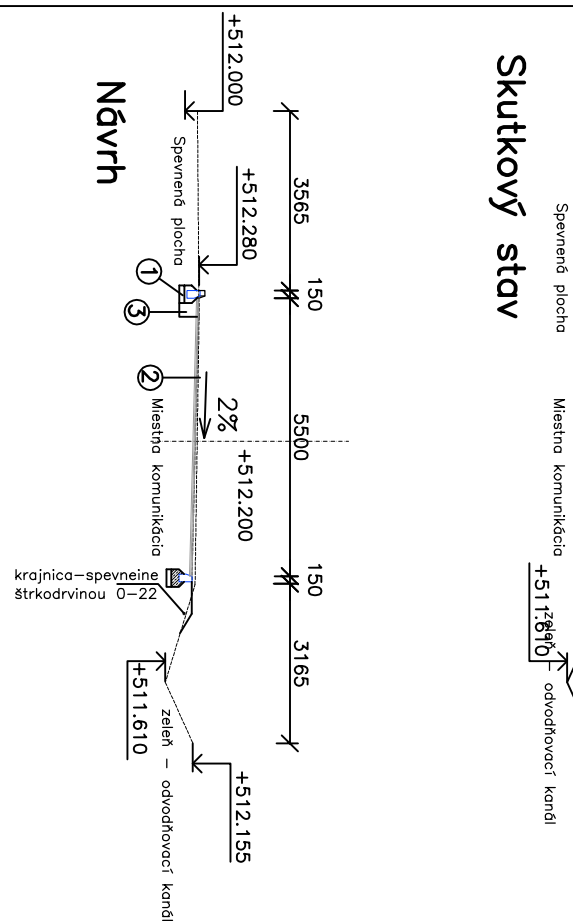 Skutkový stav
Spevnená plocha
Miestna komunikácia
zeleň – odvodňovací kanál
+511.610
3565
150
5500
150
3165
+512.000
+512.280
2%
+512.200
+512.155
Spevnená plocha
Miestna komunikácia
zeleň – odvodňovací kanál
+511.610
1
3
2
krajnica–spevneine
štrkodrvinou 0–22
Návrh